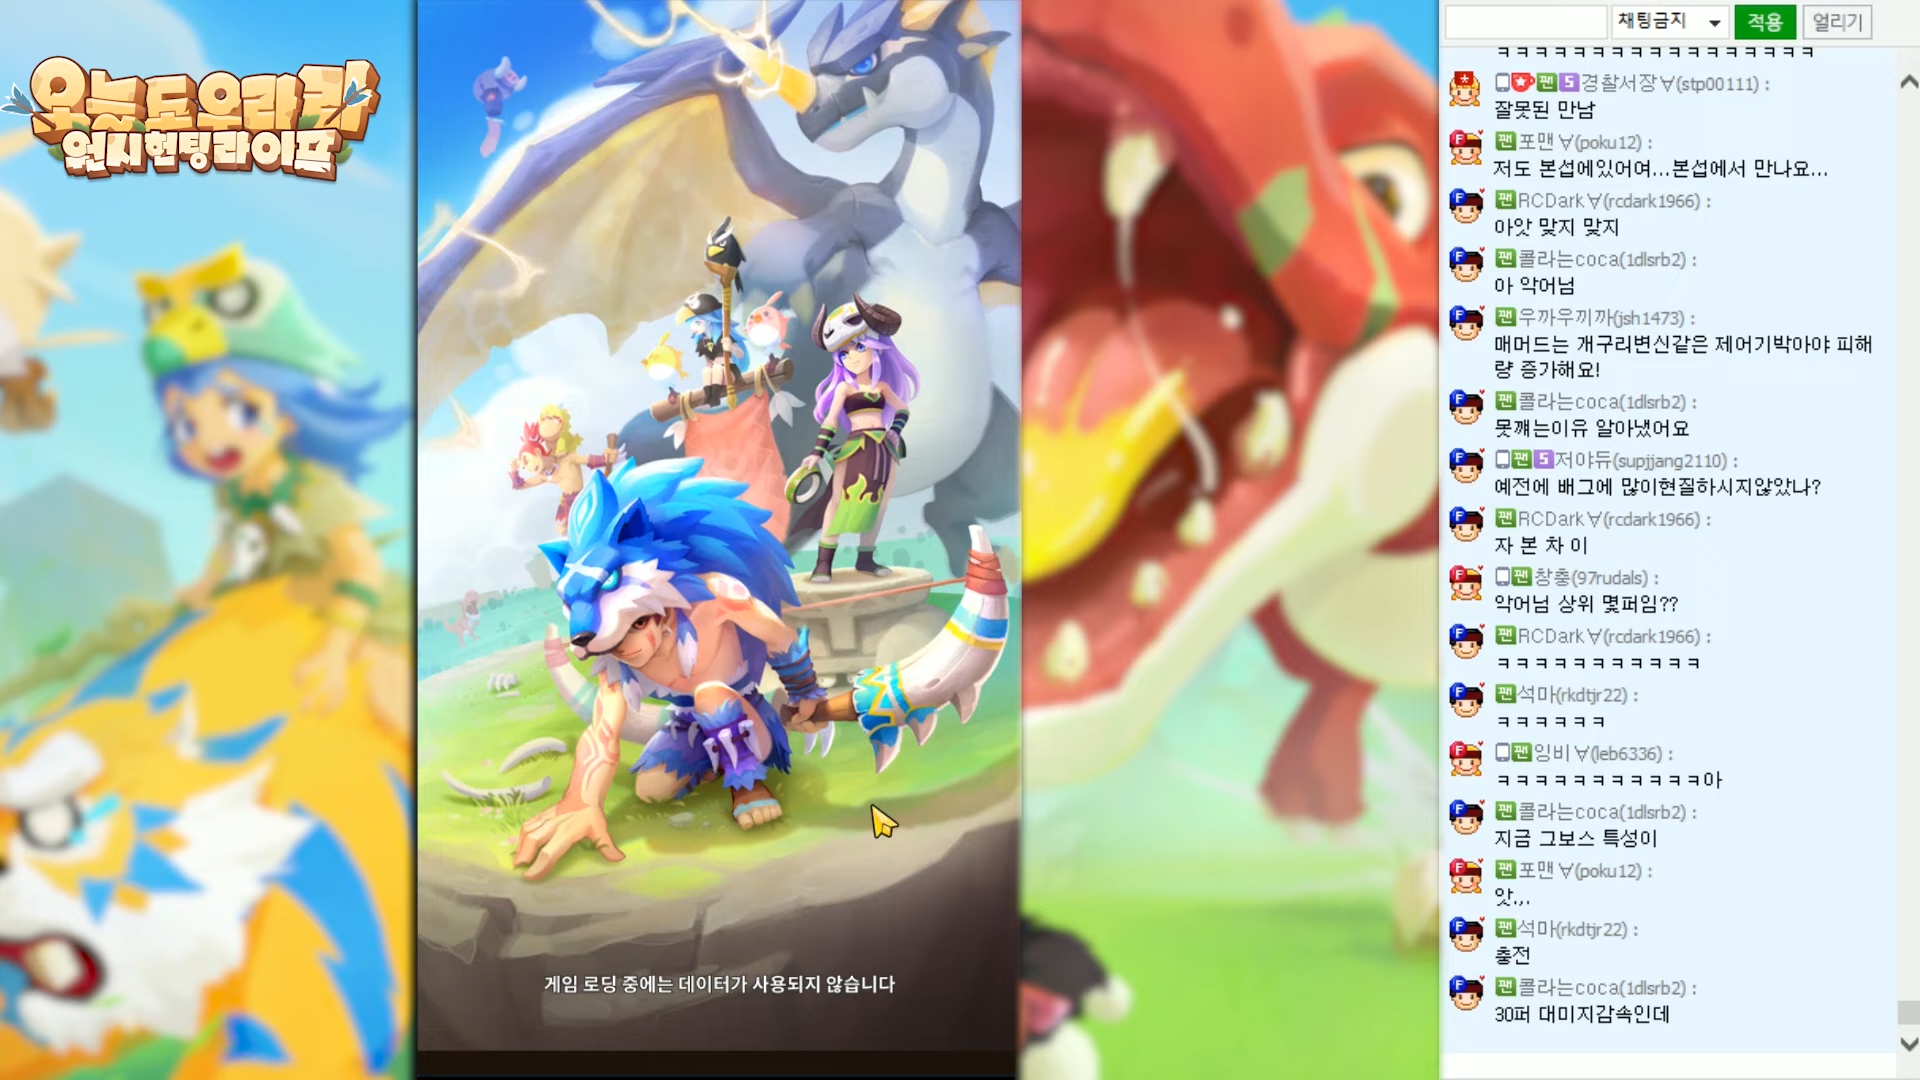 오늘도우라라
원시헌팅라이프
게임 로딩 중에는 데이터가 사용되지 않습니다
채팅금지
적용
얼리기
ㅋㅋㅋㅋㅋㅋㅋㅋㅋㅋㅋㅋㅋㅋㅋㅋㅋ
팬 5 경찰서장∀(stp00111) :
잘못된 만남
팬 포맨∀(poku12) :
저도 본섭에있어여...본섭에서 만나요...
팬 RCDark∀(rcdark1966) :
아앗 맞지 맞지
팬 콜라는coca(1dlsrb2) :
아 악어님
팬 우까우끼까(jsh1473) :
매머드는 개구리변신같은 제어기박아야 피해
량 증가해요!
팬 콜라는coca(1dlsrb2) :
못깨는이유 알아냈어요
팬 5 저야듀(supjjang2110) :
예전에 배그에 많이현질하시지않았나?
팬 RCDark∀(rcdark1966) :
자 본 차 이
팬 창충(97rudals) :
악어님 상위 몇퍼임??
팬 RCDark∀(rcdark1966) :
ㅋㅋㅋㅋㅋㅋㅋㅋㅋㅋㅋ
팬 석마(rkdtjr22) :
ㅋㅋㅋㅋㅋㅋ
팬 잉비∀(leb6336) :
ㅋㅋㅋㅋㅋㅋㅋㅋㅋㅋㅋ아
팬 콜라는coca(1dlsrb2) :
지금 그보스 특성이
팬 포맨∀(poku12) :
앗,,,
팬 석마(rkdtjr22) :
충전
팬 콜라는coca(1dlsrb2) :
30퍼 대미지감속인데